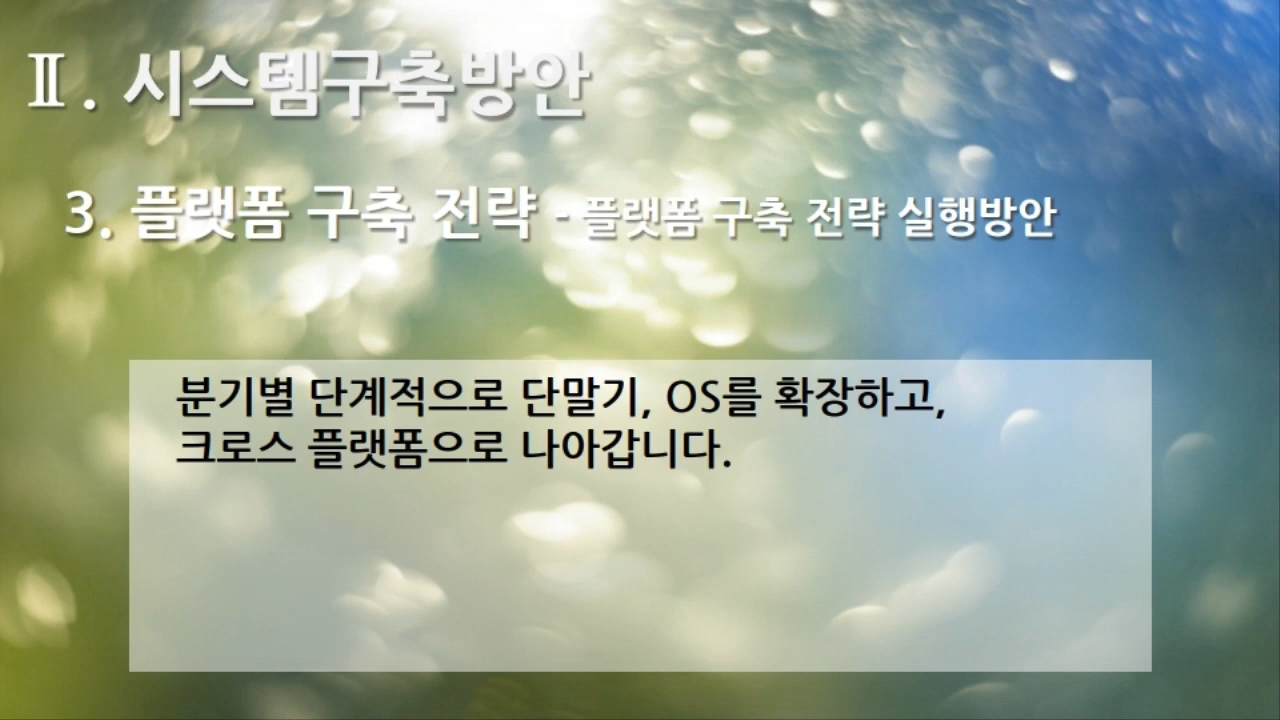 Ⅱ. 시스템구축방안
3. 플랫폼 구축 전략 - 플랫폼 구축 전략 실행방안
분기별 단계적으로 단말기, OS를 확장하고,
크로스 플랫폼으로 나아갑니다.